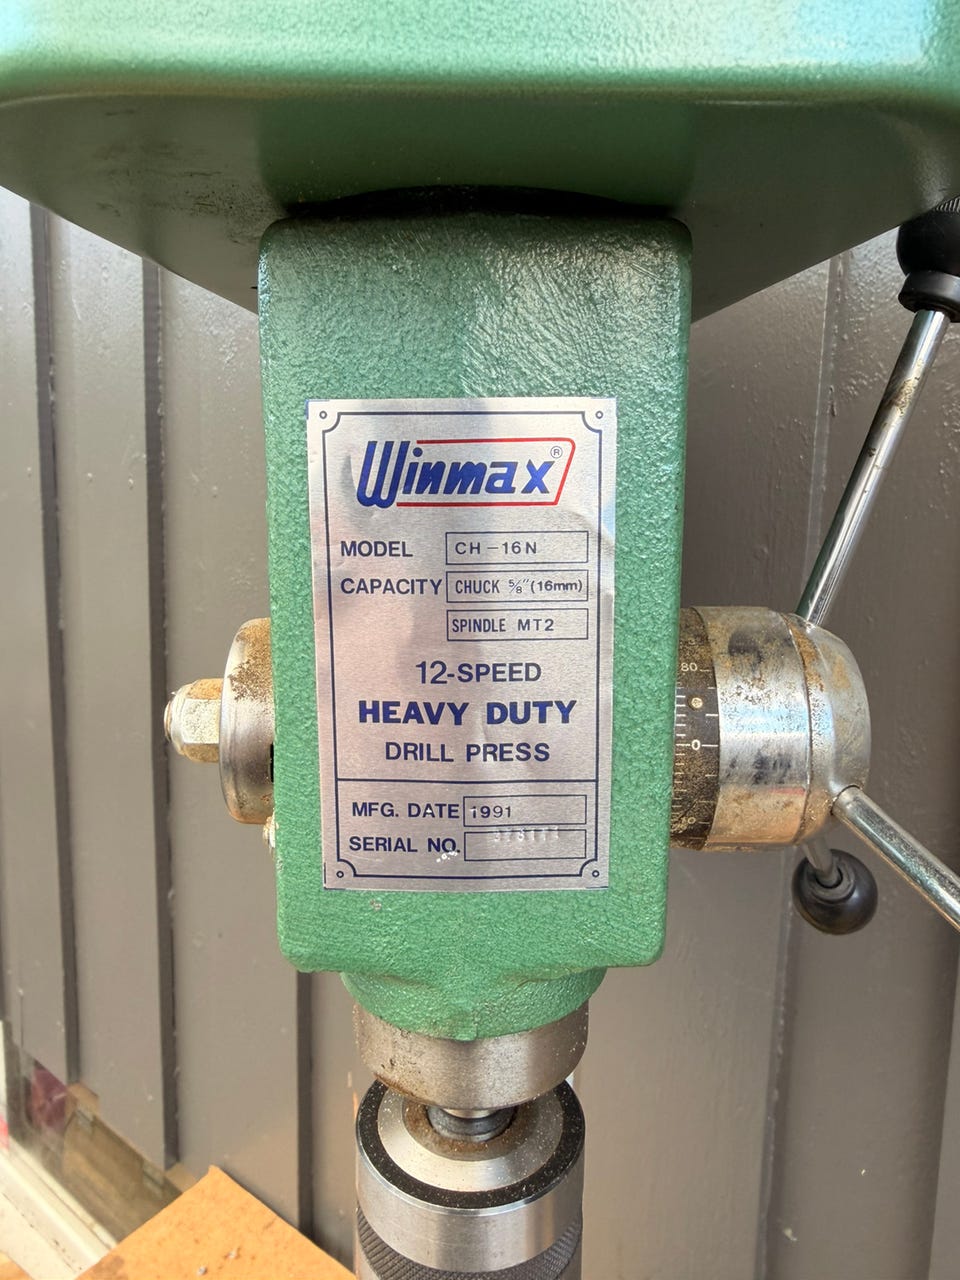 Winmax®
MODEL CH-16N
CAPACITY CHUCK 5/8"(16mm)
SPINDLE MT2
12-SPEED
HEAVY DUTY
DRILL PRESS
MFG. DATE 1991
SERIAL NO.
80
0